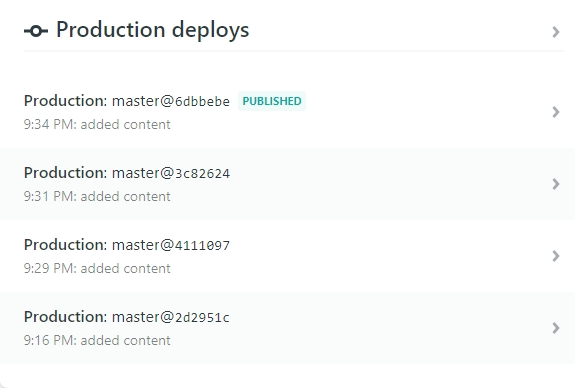 Production deploys
Production: master@6dbbebe PUBLISHED
9:34 PM: added content
Production: master@3c82624
9:31 PM: added content
Production: master@4111097
9:29 PM: added content
Production: master@2d2951c
9:16 PM: added content